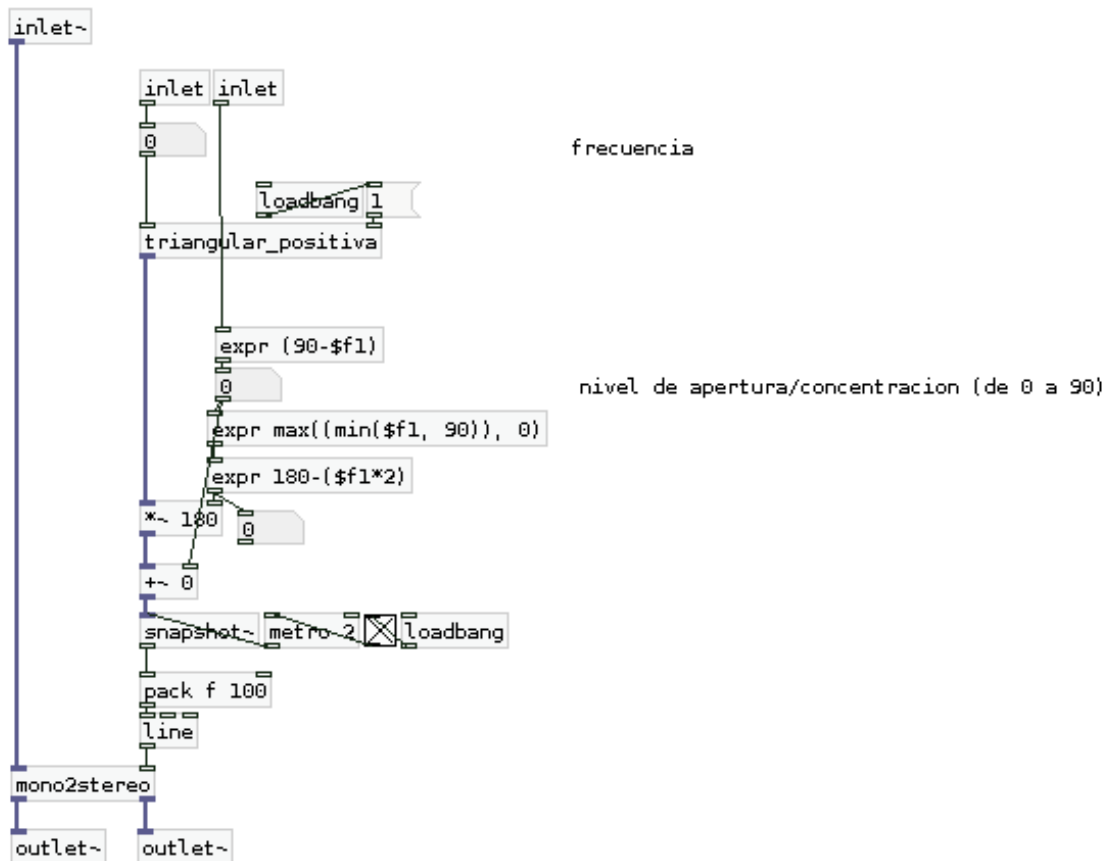 inlet~
inlet inlet
0
frecuencia
loadbang 1
triangular_positiva
expr (90-$f1)
0
nivel de apertura/concentracion (de 0 a 90)
expr max((min($f1, 90)), 0)
expr 180-($f1*2)
*~ 180
0
+~ 0
snapshot~ metro 2 loadbang
pack f 100
line
mono2stereo
outlet~ outlet~